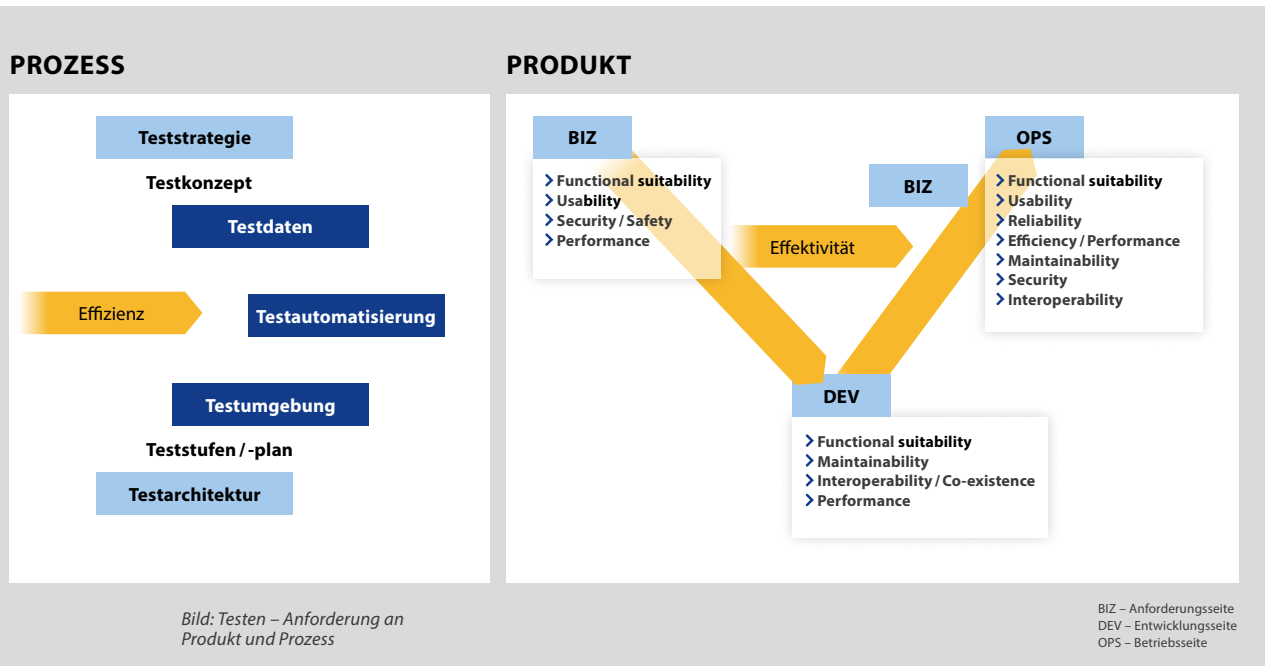 PROZESS
Teststrategie
Testkonzept
Testdaten
Effizienz
Testautomatisierung
Testumgebung
Teststufen / -plan
Testarchitektur
PRODUKT
BIZ
Functional suitability
Usability
Security / Safety
Performance
Effektivität
BIZ
OPS
Functional suitability
Usability
Reliability
Efficiency / Performance
Maintainability
Security
Interoperability
DEV
Functional suitability
Maintainability
Interoperability / Co-existence
Performance
Bild: Testen – Anforderung an
Produkt und Prozess
BIZ – Anforderungsseite
DEV – Entwicklungsseite
OPS – Betriebsseite